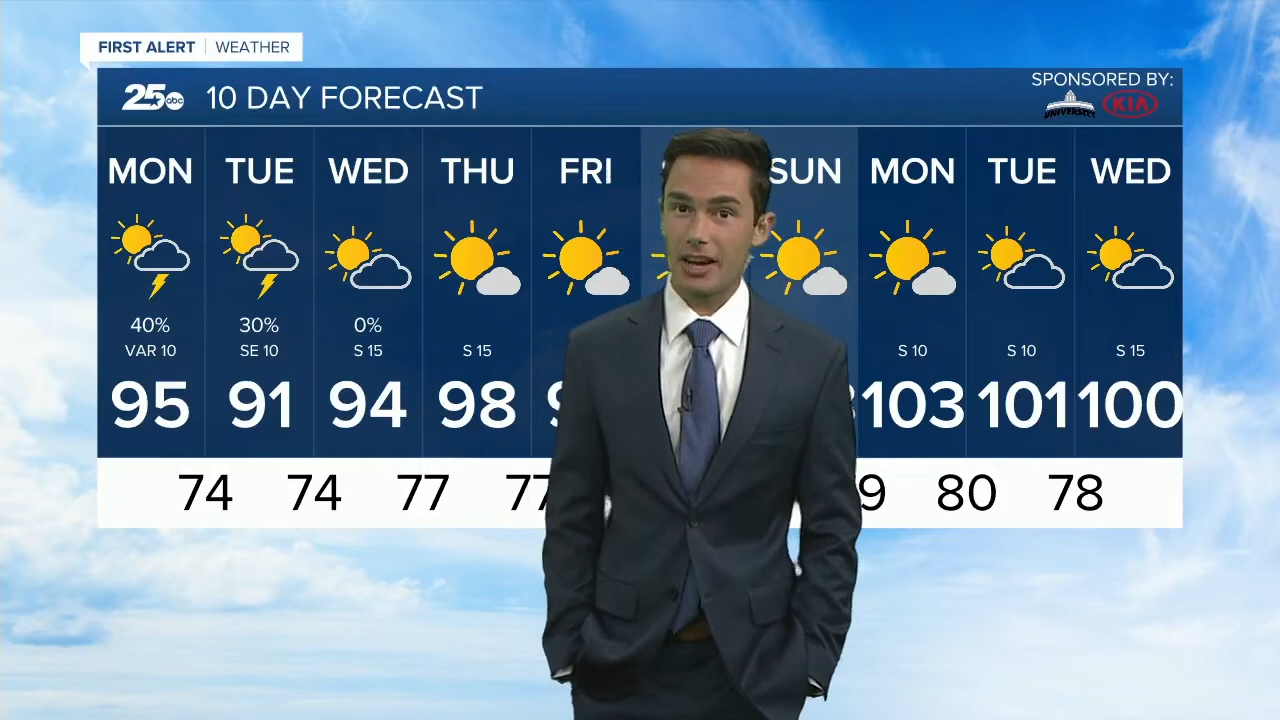 FIRST ALERT | WEATHER
25 abc 10 DAY FORECAST
SPONSORED BY:
UNIVERSITY KIA
MON TUE WED THU FRI SUN MON TUE WED
40% 30% 0%
VAR 10 SE 10 S 15 S 15 S 10 S 10 S 15
95 91 94 98 103 101 100
74 74 77 77 80 78